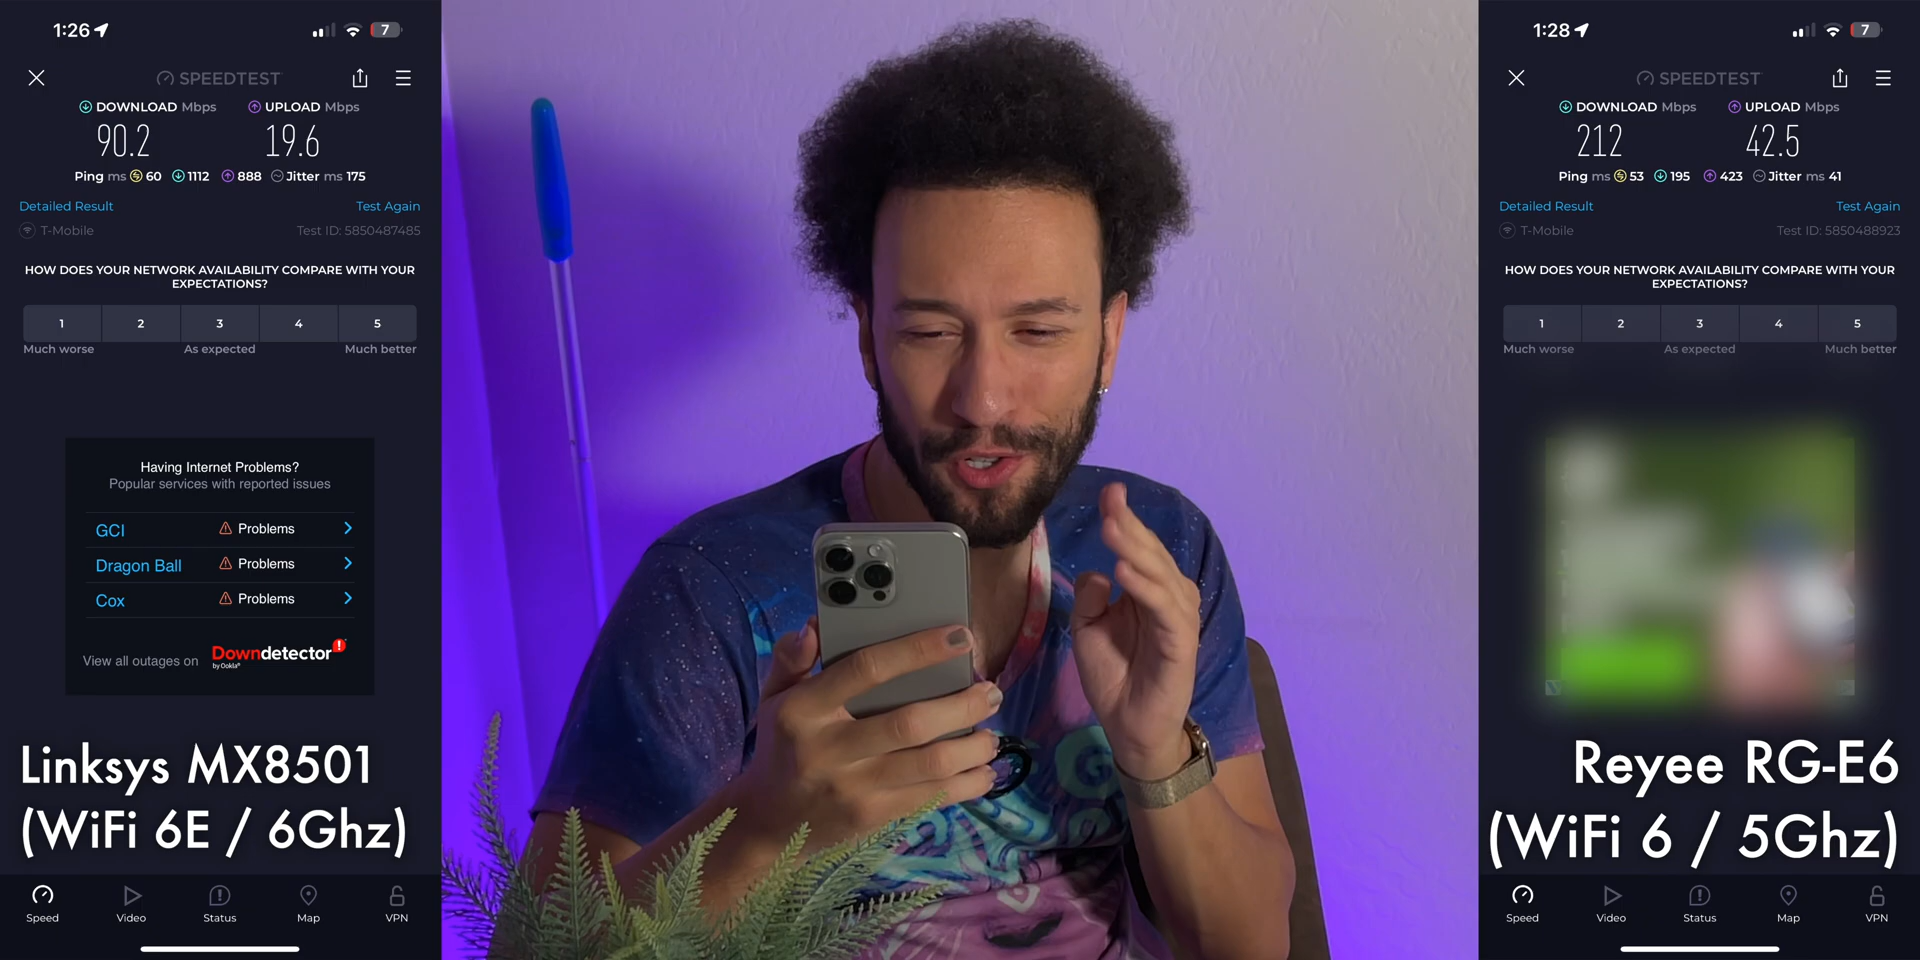 1:26
7
SPEEDTEST
DOWNLOAD Mbps UPLOAD Mbps
90.2 19.6
Ping ms 60 1112 888 Jitter ms 175
Detailed Result Test Again
T-Mobile Test ID: 5850487485
HOW DOES YOUR NETWORK AVAILABILITY COMPARE WITH YOUR
EXPECTATIONS?
1 2 3 4 5
Much worse As expected Much better
Having Internet Problems?
Popular services with reported issues
GCI Problems
Dragon Ball Problems
Cox Problems
View all outages on Downdetector
by Ookla
Linksys MX8501
(WiFi 6E / 6Ghz)
Speed Video Status Map VPN
1:28
7
SPEEDTEST
DOWNLOAD Mbps UPLOAD Mbps
212 42.5
Ping ms 53 195 423 Jitter ms 41
Detailed Result Test Again
T-Mobile Test ID: 5850488923
HOW DOES YOUR NETWORK AVAILABILITY COMPARE WITH YOUR
EXPECTATIONS?
1 2 3 4 5
Much worse As expected Much better
Reyee RG-E6
(WiFi 6 / 5Ghz)
Speed Video Status Map VPN